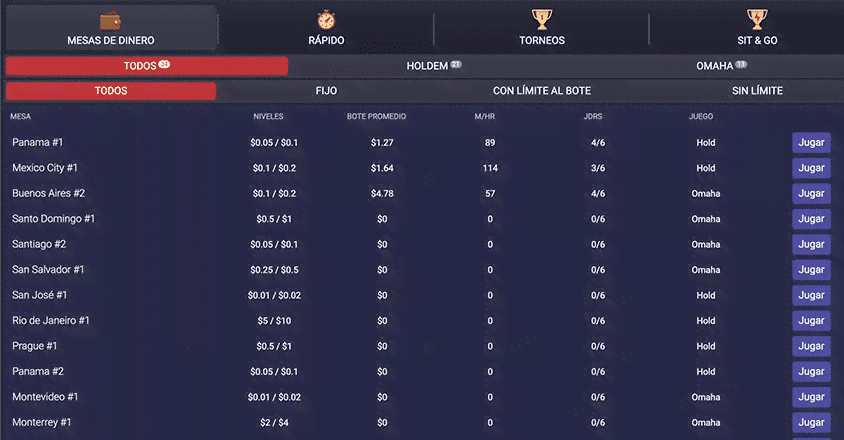 MESAS DE DINERO RÁPIDO TORNEOS SIT & GO
TODOS 34 HOLDEM 21 OMAHA 13
TODOS FIJO CON LÍMITE AL BOTE SIN LÍMITE
MESA NIVELES BOTE PROMEDIO M/HR JDRS JUEGO
Panama #1 $0.05 / $0.1 $1.27 89 4/6 Hold Jugar
Mexico City #1 $0.1 / $0.2 $1.64 114 3/6 Hold Jugar
Buenos Aires #2 $0.1 / $0.2 $4.78 57 4/6 Omaha Jugar
Santo Domingo #1 $0.5 / $1 $0 0 0/6 Hold Jugar
Santiago #2 $0.05 / $0.1 $0 0 0/6 Omaha Jugar
San Salvador #1 $0.25 / $0.5 $0 0 0/6 Omaha Jugar
San José #1 $0.01 / $0.02 $0 0 0/6 Hold Jugar
Rio de Janeiro #1 $5 / $10 $0 0 0/6 Hold Jugar
Prague #1 $0.5 / $1 $0 0 0/6 Hold Jugar
Panama #2 $0.05 / $0.1 $0 0 0/6 Hold Jugar
Montevideo #1 $0.01 / $0.02 $0 0 0/6 Omaha Jugar
Monterrey #1 $2 / $4 $0 0 0/6 Omaha Jugar